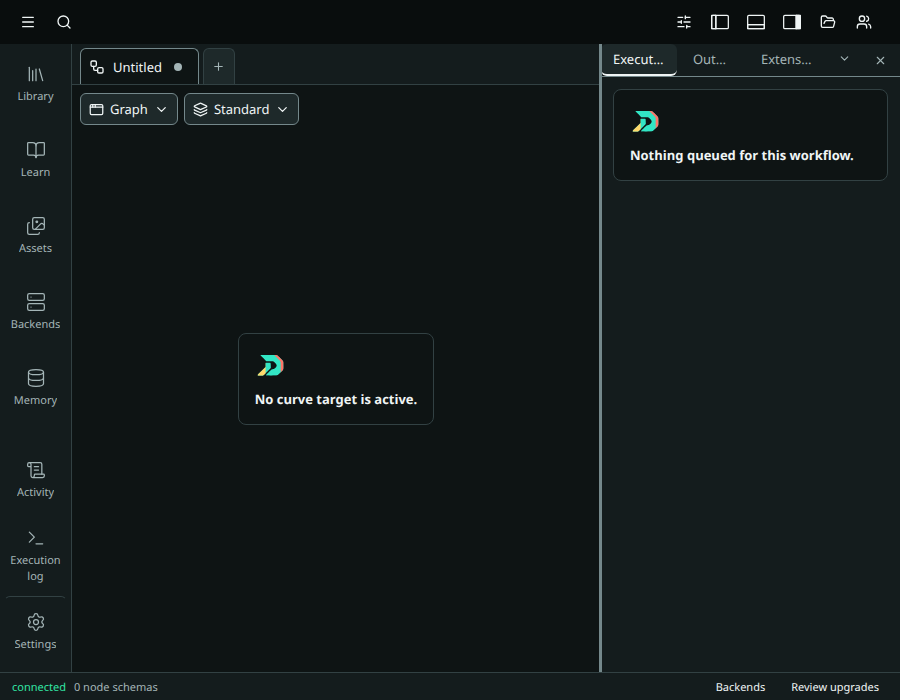 Untitled
Execut...
Out...
Extens...
Graph
Standard
Library
Learn
Assets
Backends
Memory
Activity
Execution
log
Settings
No curve target is active.
Nothing queued for this workflow.
connected
0 node schemas
Backends
Review upgrades